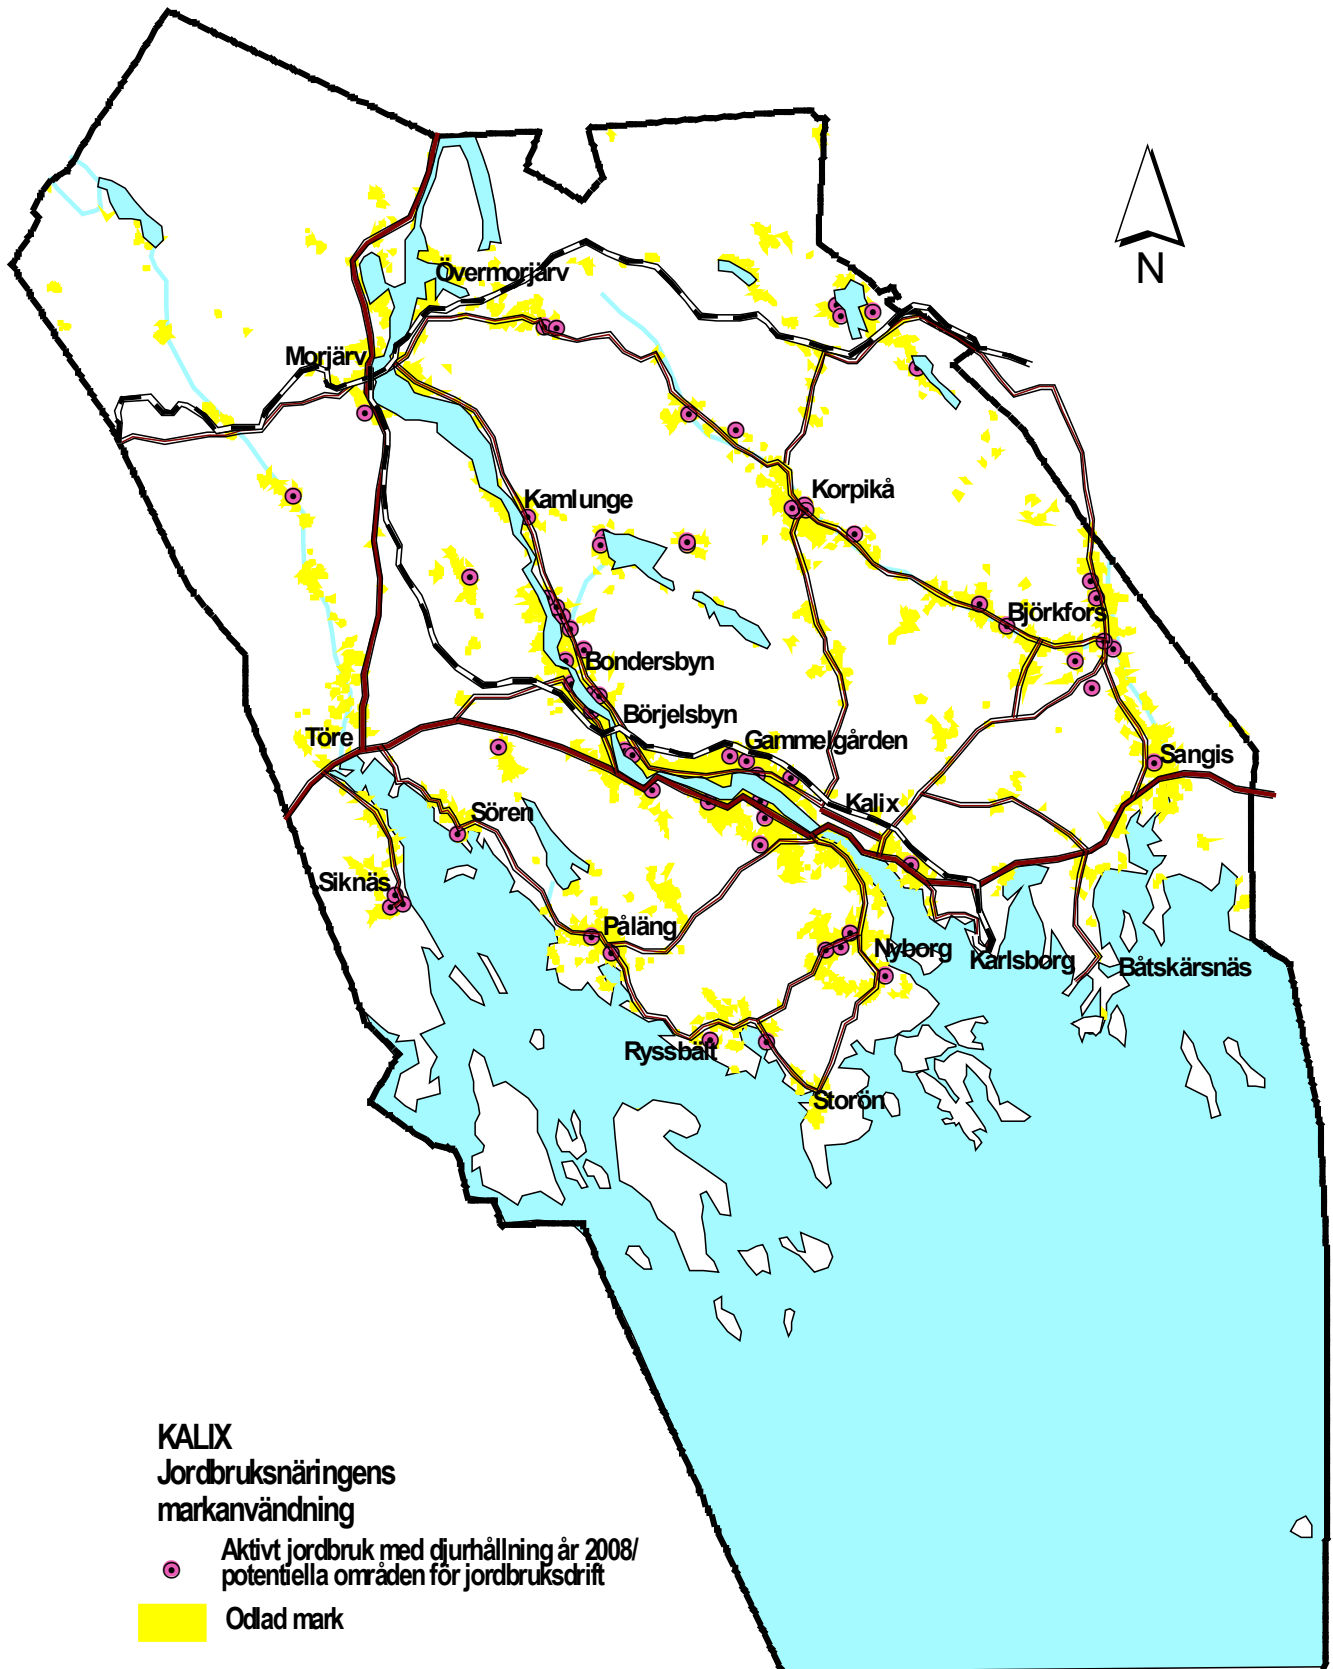 N
Övermorjärv
Morjärv
Kamlunge
Korpikå
Björkfors
Bondersbyn
Börjelsbyn
Töre
Gammelgården
Sangis
Kalix
Sören
Siknäs
Påläng
Nyborg
Karlsborg
Båtskärsnäs
Ryssbält
Storön
KALIX
Jordbruksnäringens
markanvändning
Aktivt jordbruk med djurhållning år 2008/
potentiella områden för jordbruksdrift
Odlad mark